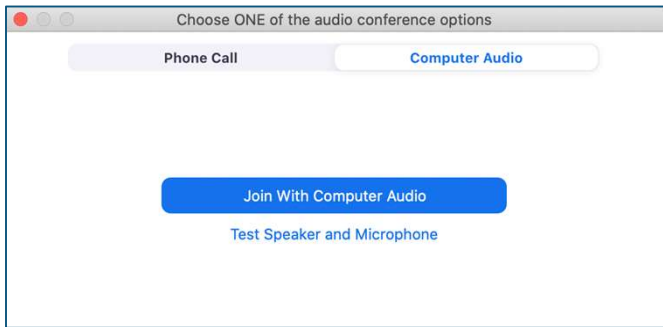 Choose ONE of the audio conference options
Phone Call Computer Audio
Join With Computer Audio
Test Speaker and Microphone